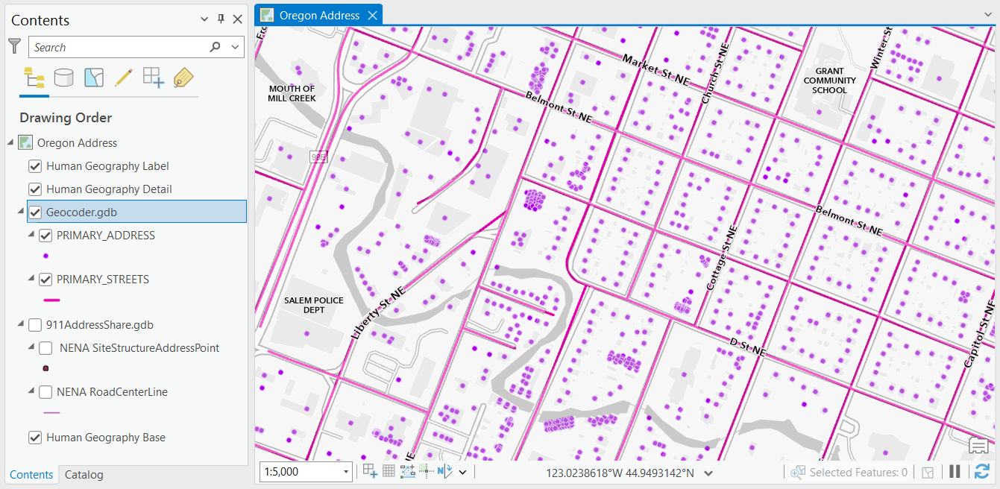 Contents
Search
Drawing Order
Oregon Address
Human Geography Label
Human Geography Detail
Geocoder.gdb
PRIMARY_ADDRESS
PRIMARY_STREETS
911AddressShare.gdb
NENA SiteStructureAddressPoint
NENA RoadCenterLine
Human Geography Base
Contents
Catalog
Oregon Address
Market St NE
Church St NE
Winter St
GRANT
COMMUNITY
SCHOOL
MOUTH OF
MILL CREEK
Belmont St NE
99E
Belmont St NE
Cottage St NE
SALEM POLICE
DEPT
Liberty St NE
D St NE
Capitol St NE
NE
1:5,000
N
123.0238618°W 44.9493142°N
Selected Features: 0